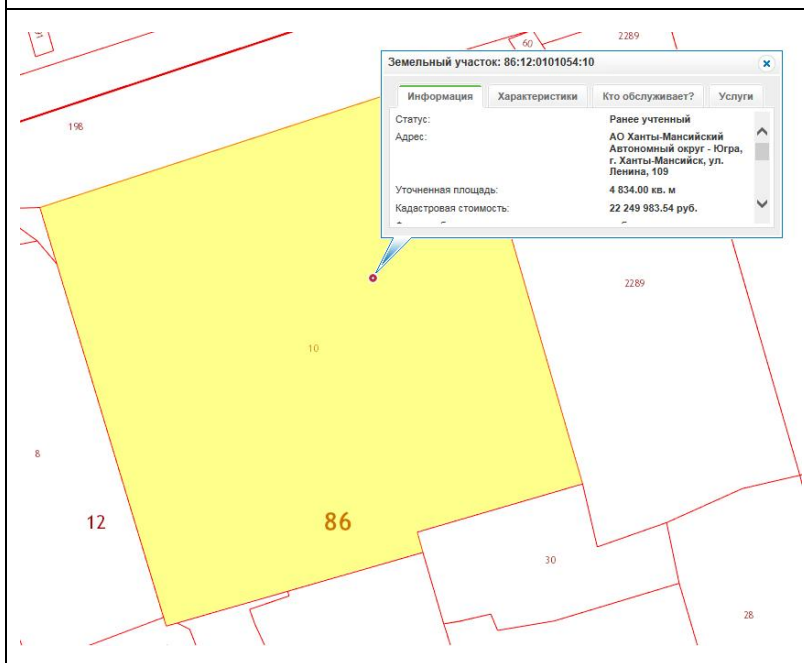 60
2289
Земельный участок: 86:12:0101054:10
Информация Характеристики Кто обслуживает? Услуги
Статус: Ранее учтенный
Адрес: АО Ханты-Мансийский
Автономный округ - Югра,
г. Ханты-Мансийск, ул.
Ленина, 109
Уточненная площадь: 4 834.00 кв. м
Кадастровая стоимость: 22 249 983.54 руб.
198
2289
10
8
12
86
30
28